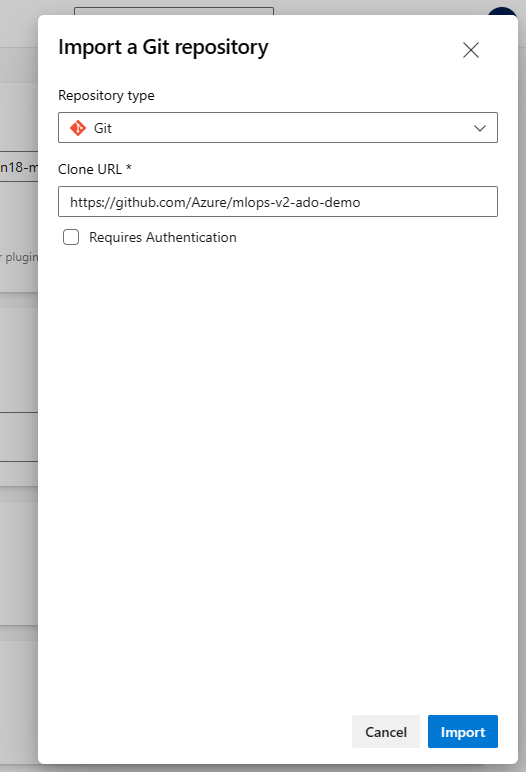 Import a Git repository
Repository type
Git
Clone URL *
n18-m
https://github.com/Azure/mlops-v2-ado-demo
Requires Authentication
r plugin
Cancel
Import